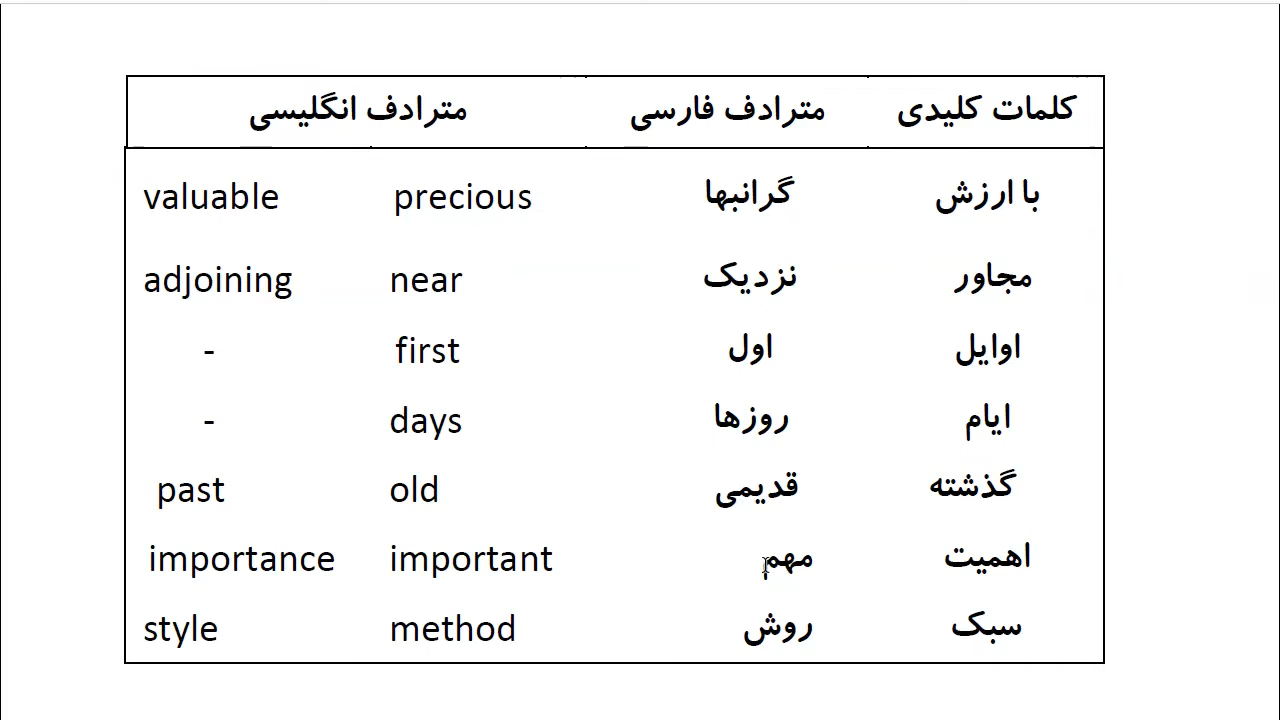 کلمات کلیدی مترادف فارسی مترادف انگلیسی
با ارزش گرانبها precious valuable
مجاور نزدیک near adjoining
اوایل اول first -
ایام روزها days -
گذشته قدیمی old past
اهمیت مهم important importance
سبک روش method style